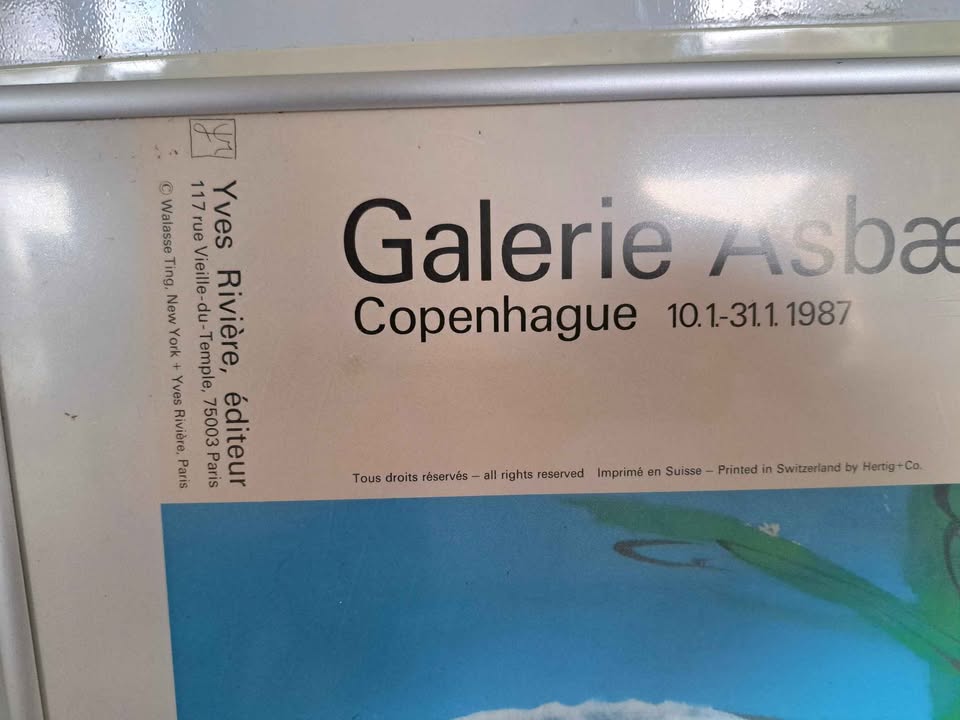 Yves Rivière, éditeur
117 rue Vieille-du-Temple, 75003 Paris
© Walasse Ting, New York + Yves Rivière, Paris
Galerie Asbæ
Copenhague 10.1.-31.1. 1987
Tous droits réservés – all rights reserved Imprimé en Suisse – Printed in Switzerland by Hertig+Co.